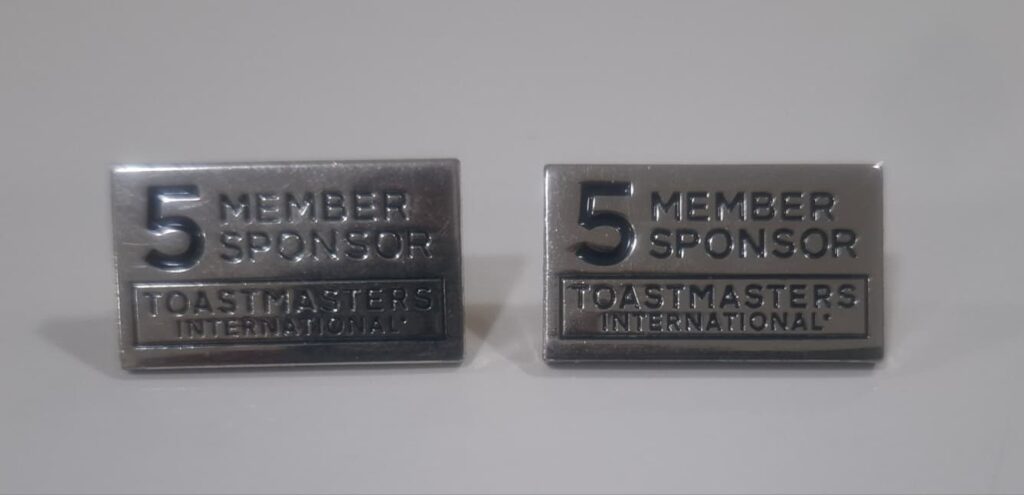 5 MEMBER
SPONSOR
TOASTMASTERS
INTERNATIONAL
5 MEMBER
SPONSOR
TOASTMASTERS
INTERNATIONAL